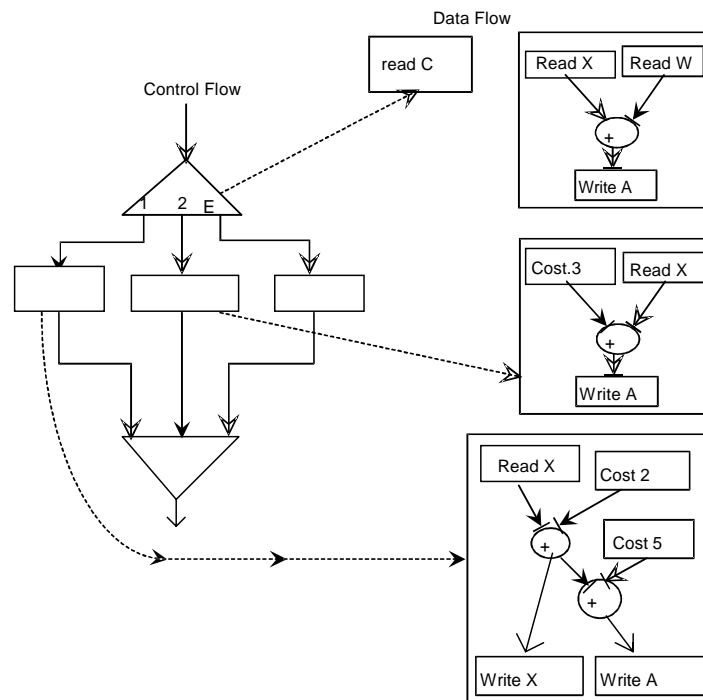 Data Flow
read C
Read X
Read W
Control Flow
+
Write A
1
2
E
Cost.3
Read X
+
Write A
Read X
Cost 2
Cost 5
+
+
Write X
Write A